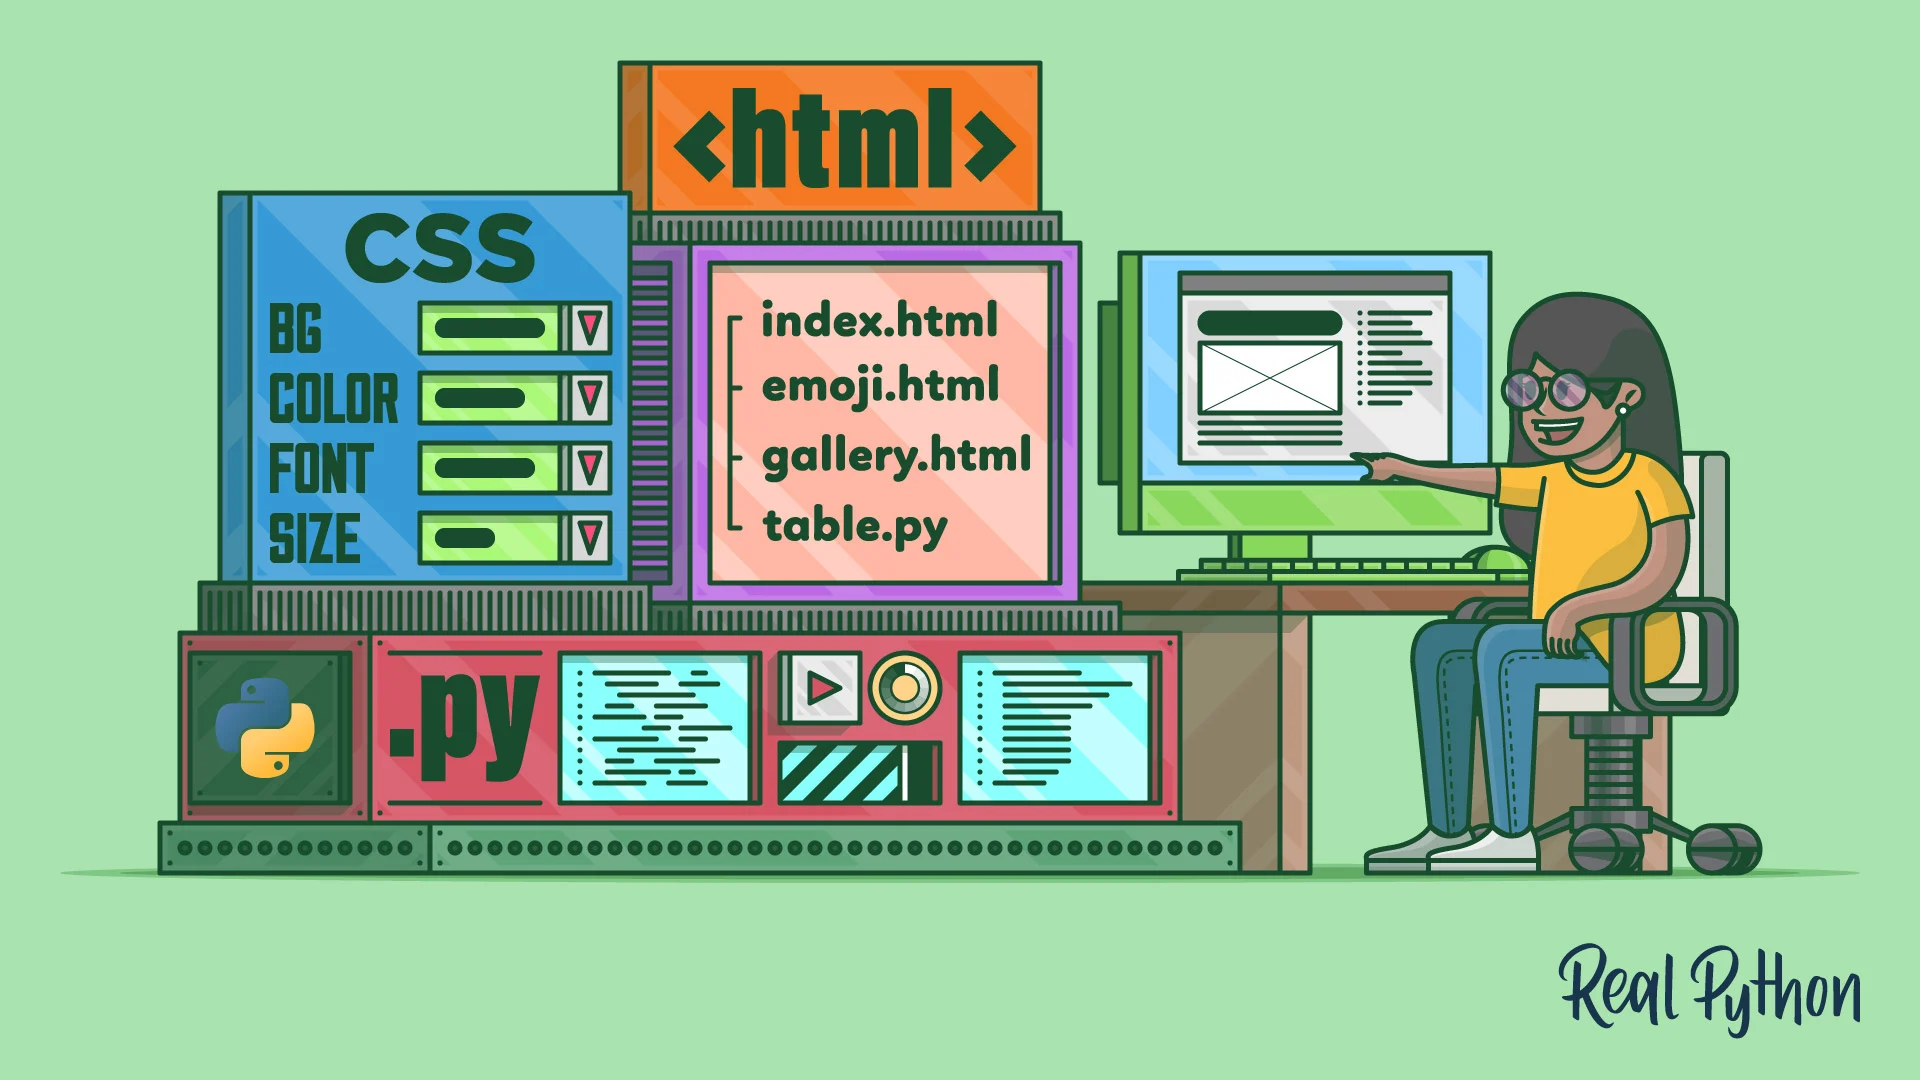 <html>
CSS
BG
COLOR
FONT
SIZE
index.html
emoji.html
gallery.html
table.py
.py
Real Python